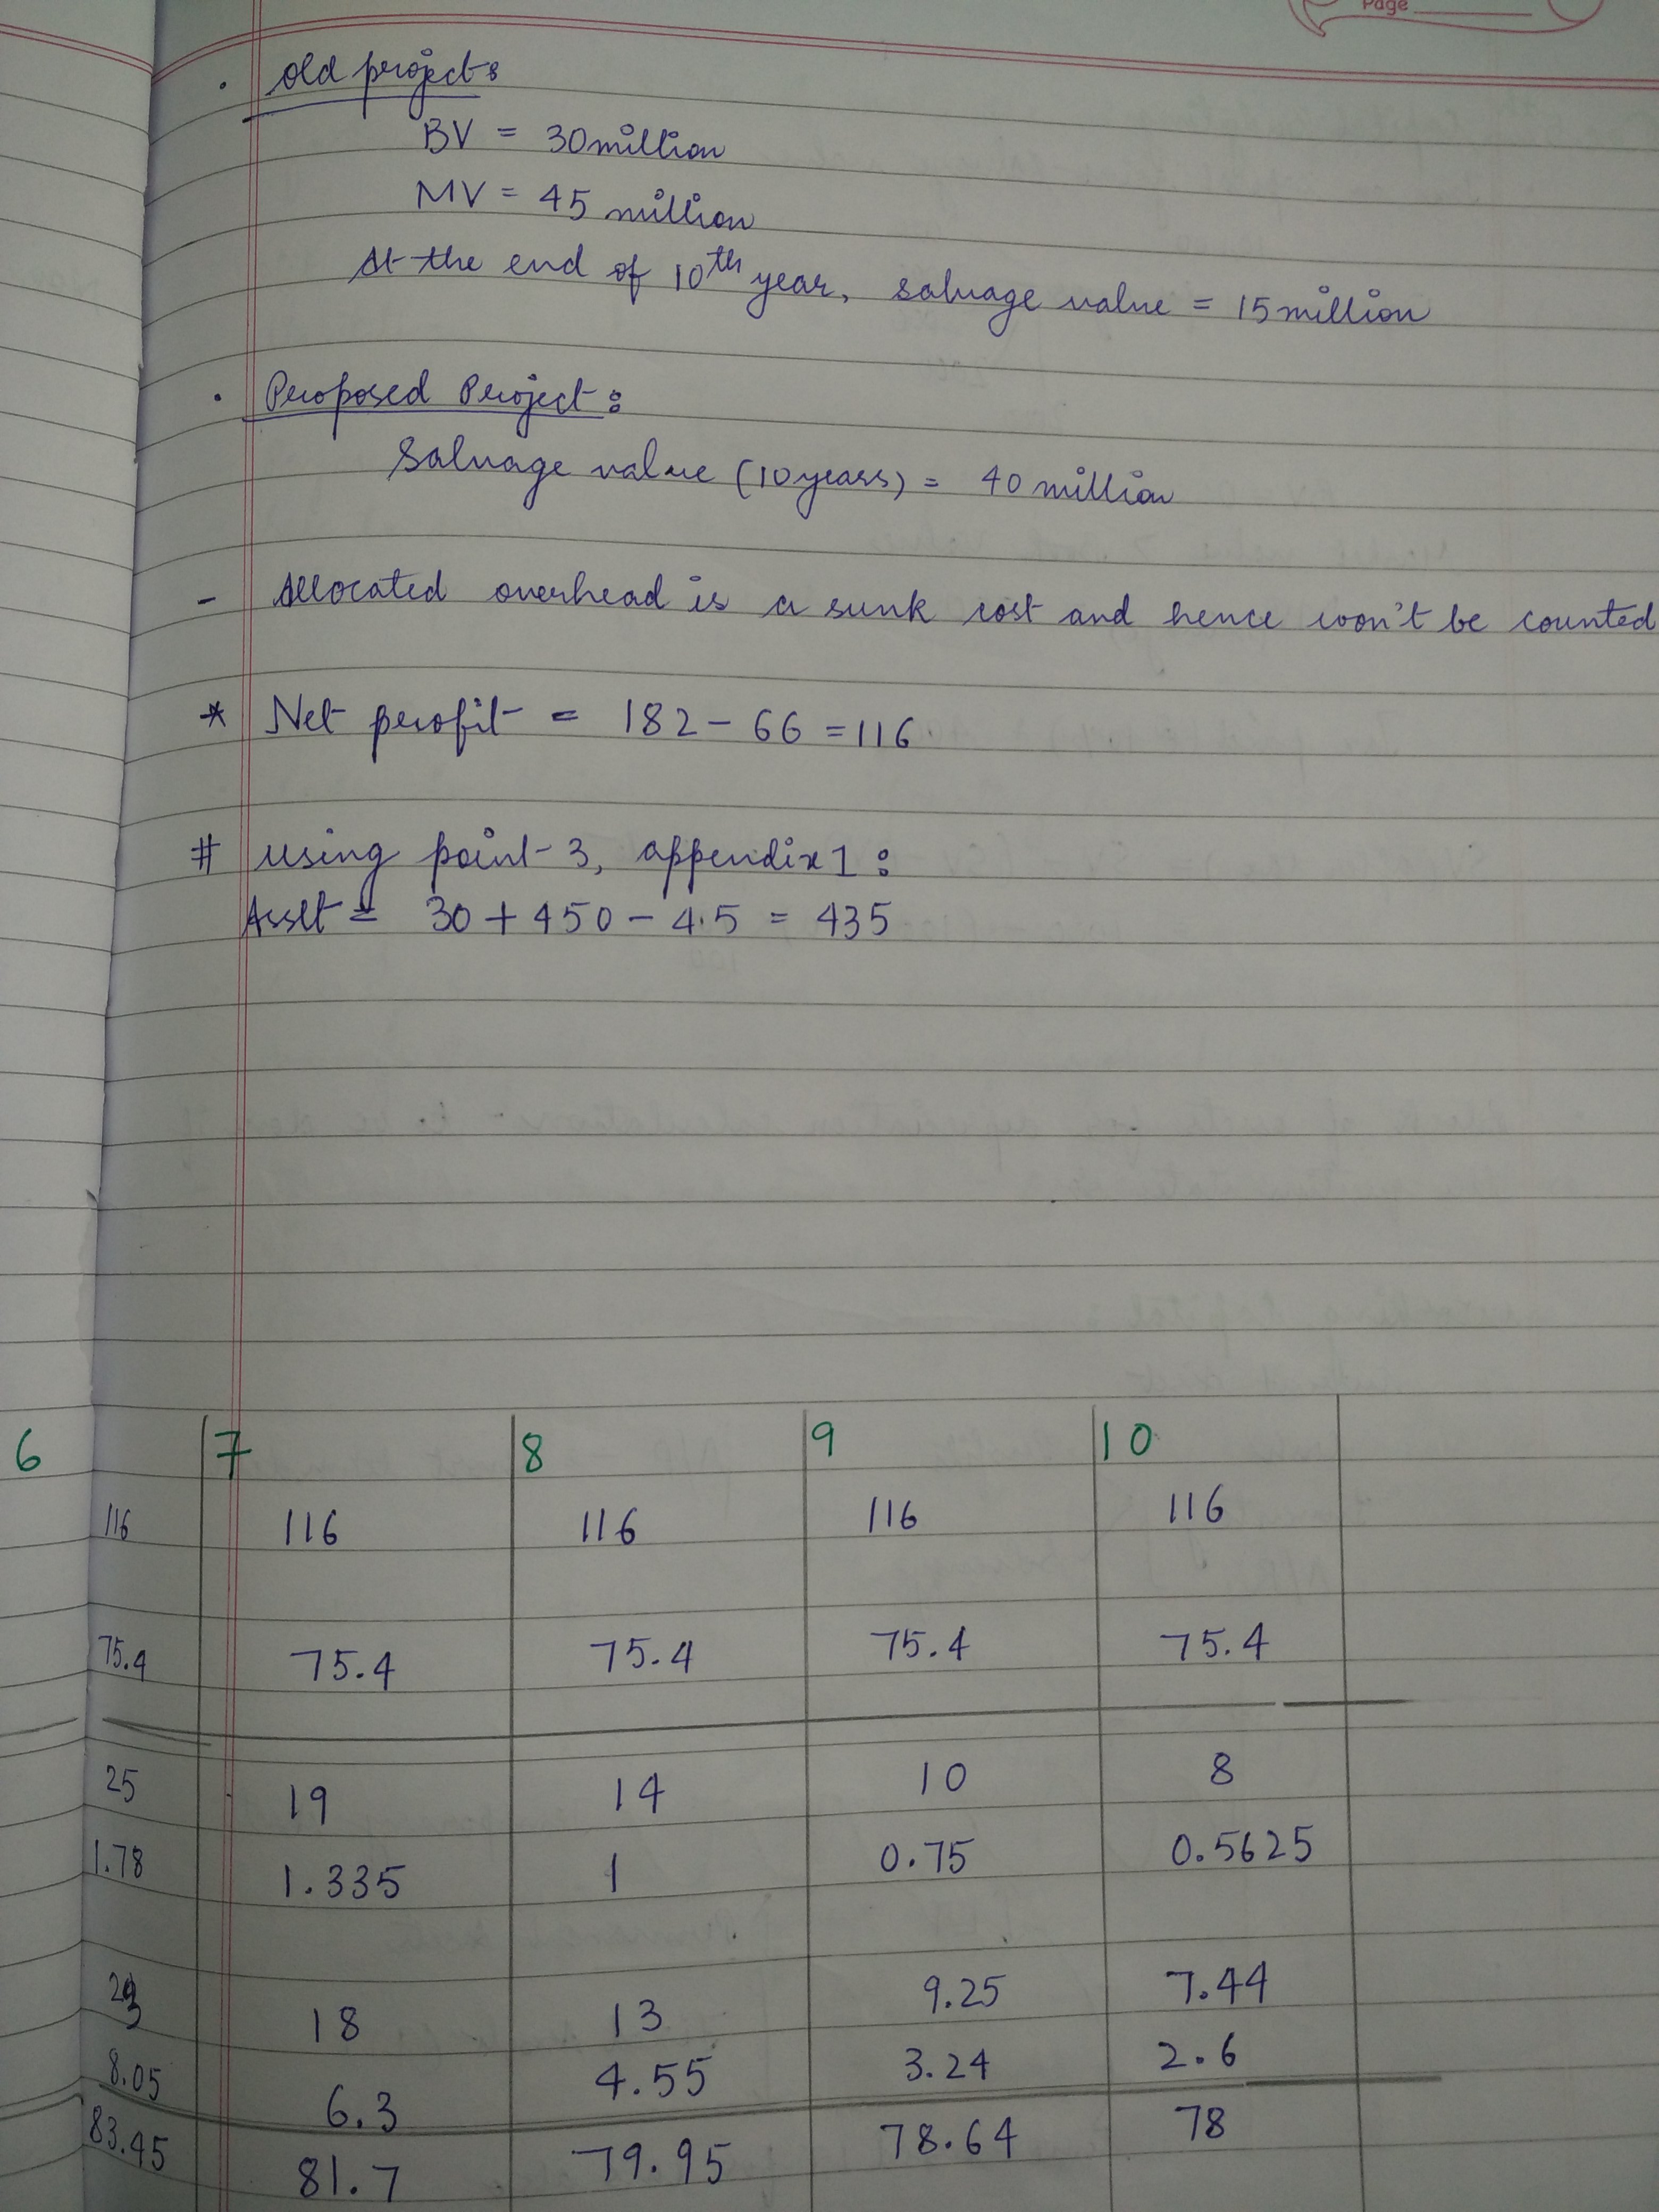 Page
. Old projects
BV = 30 million
MV = 45 million
At the end of 10th year, salvage value = 15 million
. Proposed Project:
Salvage value (10 years) = 40 million
- Allocated overhead is a sunk cost and hence won't be counted
* Net profit = 182 - 66 = 116
# Using point-3, appendix 1:
Asset = 30 + 450 - 4.5 = 435
6 7 8 9 10
116 116 116 116 116
75.4 75.4 75.4 75.4 75.4
25 19 14 10 8
1.78 1.335 1 0.75 0.5625
18 13 9.25 7.44
8.05 6.3 4.55 3.24 2.6
83.45 81.7 79.95 78.64 78